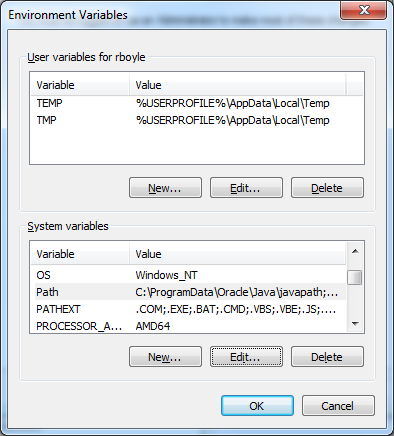 Environment Variables
User variables for rboyle
Variable Value
TEMP %USERPROFILE%\AppData\Local\Temp
TMP %USERPROFILE%\AppData\Local\Temp
New... Edit... Delete
System variables
Variable Value
OS Windows_NT
Path C:\ProgramData\Oracle\Java\javapath;...
PATHEXT .COM;.EXE;.BAT;.CMD;.VBS;.VBE;.JS;....
PROCESSOR_A... AMD64
New... Edit... Delete
OK Cancel